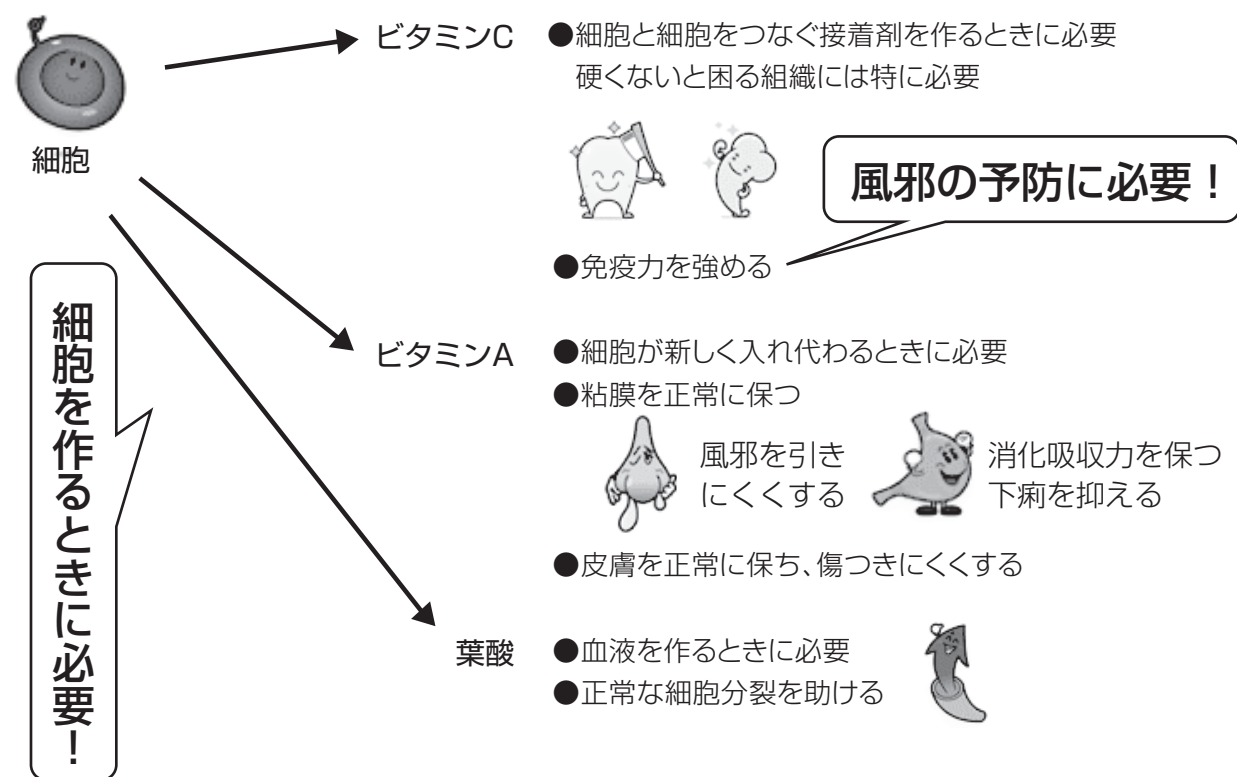 細胞
細胞を作るときに必要！
ビタミンC
●細胞と細胞をつなぐ接着剤を作るときに必要
硬くないと困る組織には特に必要
風邪の予防に必要！
●免疫力を強める
ビタミンA
●細胞が新しく入れ代わるときに必要
●粘膜を正常に保つ
風邪を引き
にくくする
消化吸収力を保つ
下痢を抑える
●皮膚を正常に保ち、傷つきにくくする
葉酸
●血液を作るときに必要
●正常な細胞分裂を助ける